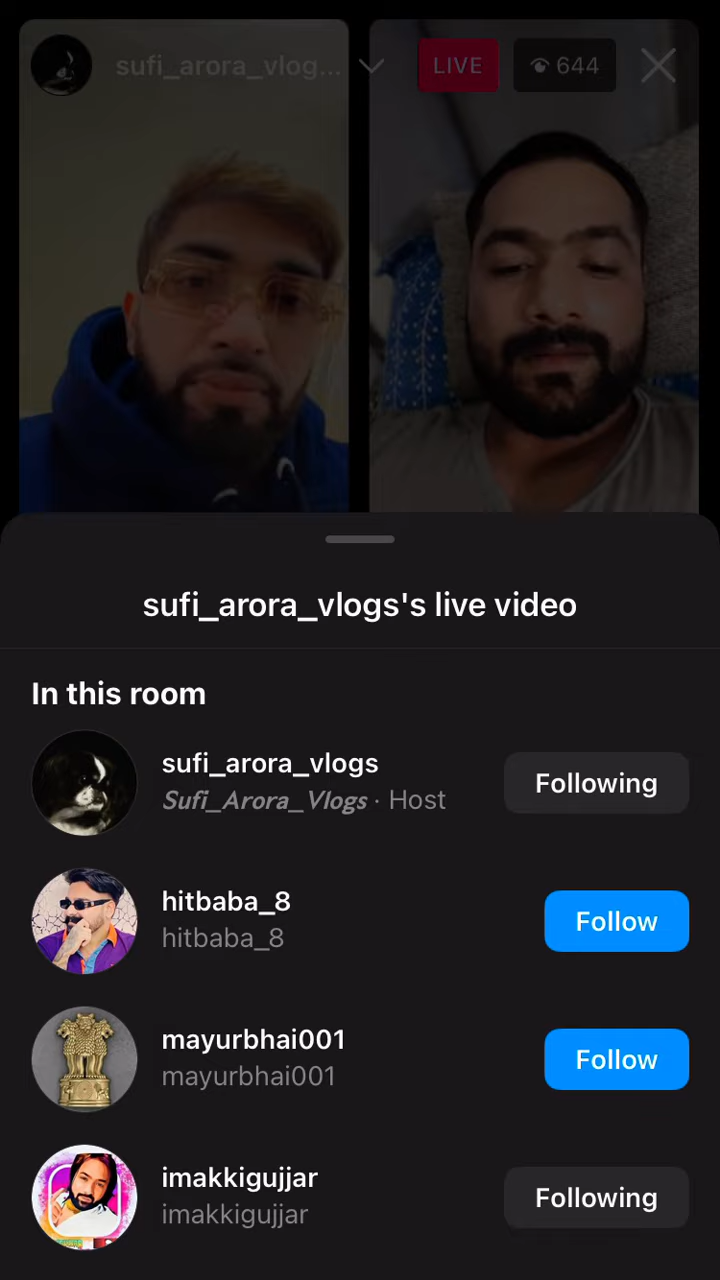 sufi_arora_vlog...
LIVE
644
sufi_arora_vlogs's live video
In this room
sufi_arora_vlogs
Sufi_Arora_Vlogs · Host
Following
hitbaba_8
hitbaba_8
Follow
mayurbhai001
mayurbhai001
Follow
imakkigujjar
imakkigujjar
Following